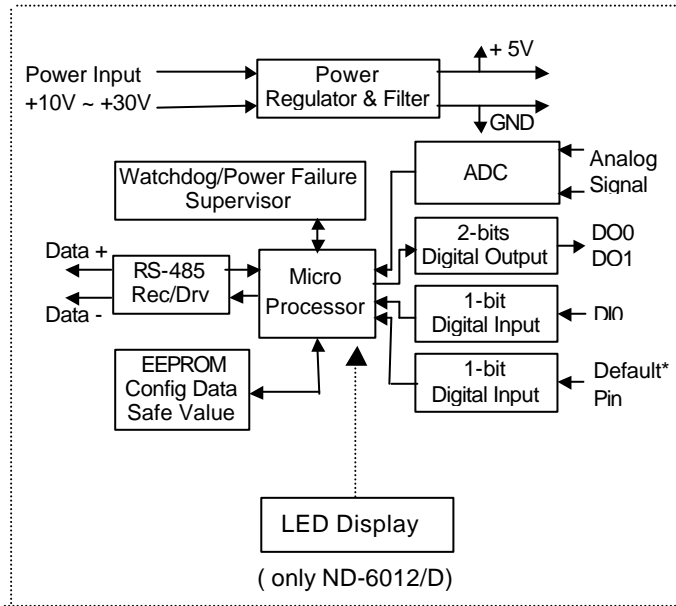 Power Input
+10V ~ +30V
Power
Regulator & Filter
+ 5V
GND
ADC
Analog
Signal
Watchdog/Power Failure
Supervisor
2-bits
Digital Output
DO0
DO1
Data +
Data -
RS-485
Rec/Drv
Micro
Processor
1-bit
Digital Input
DI0
EEPROM
Config Data
Safe Value
1-bit
Digital Input
Default*
Pin
LED Display
( only ND-6012/D)